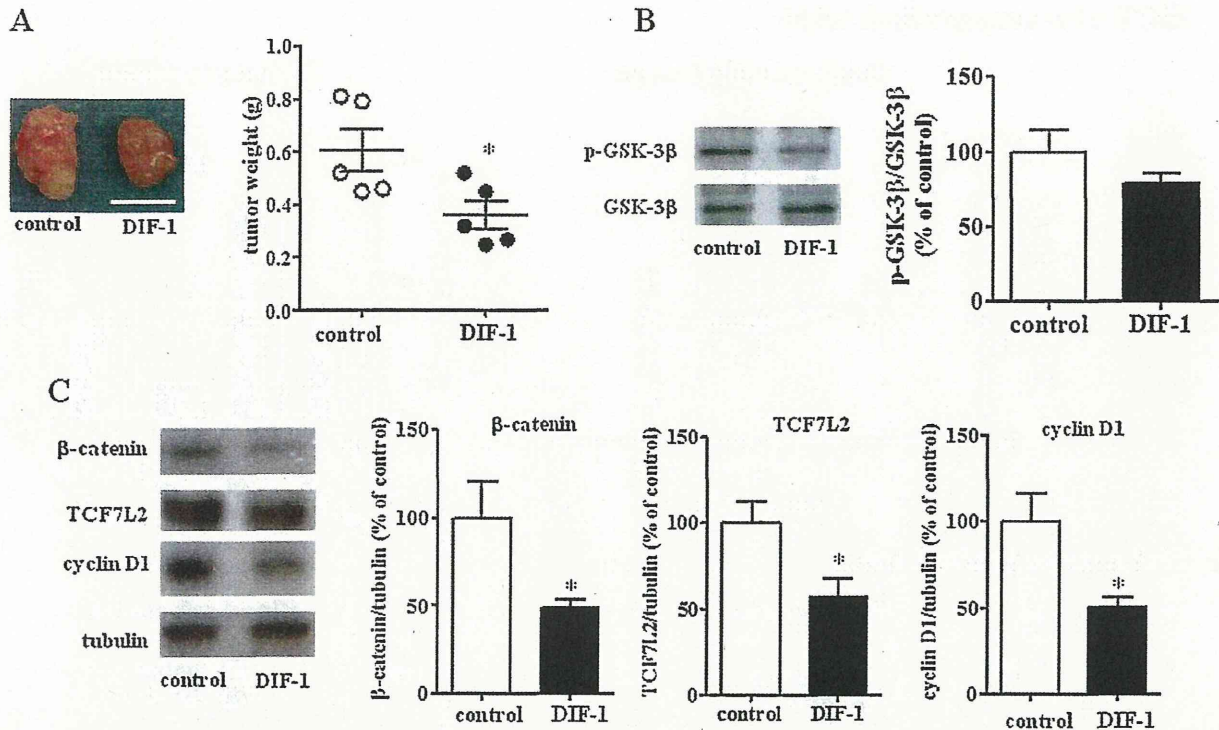 A
control
DIF-1
tumor weight (g)
1.0
0.8
0.6
0.4
0.2
0.0
*
control
DIF-1
B
p-GSK-3β
GSK-3β
control
DIF-1
p-GSK-3β/GSK-3β
(% of control)
150
100
50
0
control
DIF-1
C
β-catenin
TCF7L2
cyclin D1
tubulin
control
DIF-1
β-catenin
β-catenin/tubulin (% of control)
150
100
50
0
*
control
DIF-1
TCF7L2
TCF7L2/tubulin (% of control)
150
100
50
0
*
control
DIF-1
cyclin D1
cyclin D1/tubulin (% of control)
150
100
50
0
*
control
DIF-1